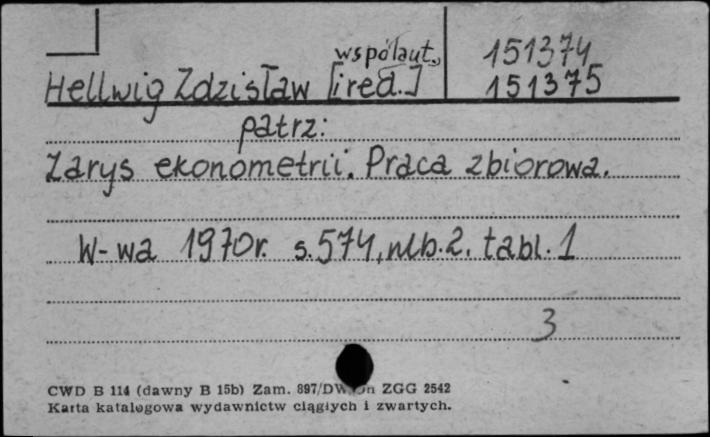 współaut., 151374
Hellwig Zdzisław [i red.] 151375
patrz:
Zarys ekonometrii. Praca zbiorowa.
W-wa 1970r. s.574, nlb.2. tabl.1
3
CWD B 114 (dawny B 15b) Zam. 897/DW ZGG 2542
Karta katalogowa wydawnictw ciągłych i zwartych.